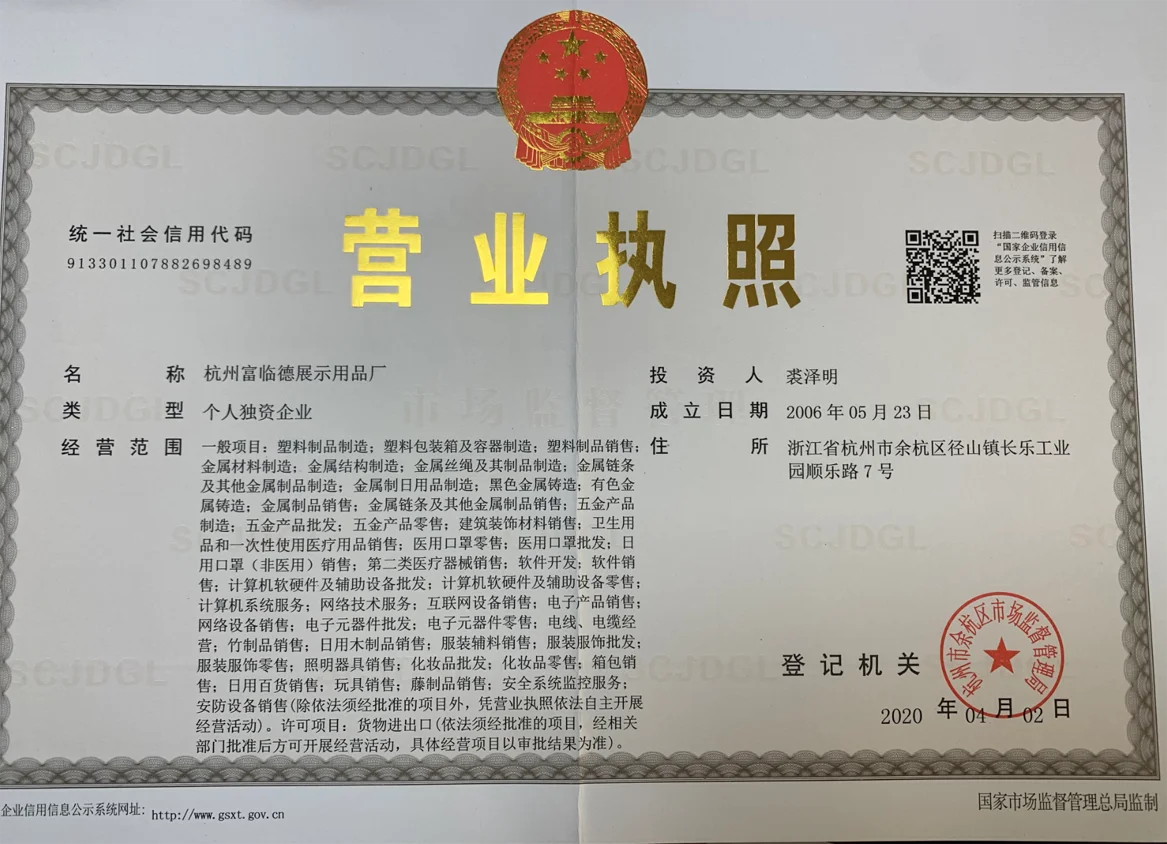 营业执照
统一社会信用代码
913301107882698489
扫描二维码登录
“国家企业信用信
息公示系统”了解
更多登记、备案、
许可、监管信息
名称 杭州富临德展示用品厂
类型 个人独资企业
经营范围 一般项目：塑料制品制造；塑料包装箱及容器制造；塑料制品销售；
金属材料制造；金属结构制造；金属丝绳及其制品制造；金属链条
及其他金属制品制造；金属制日用品制造；黑色金属铸造；有色金
属铸造；金属制品销售；金属链条及其他金属制品销售；五金产品
制造；五金产品批发；五金产品零售；建筑装饰材料销售；卫生用
品和一次性使用医疗用品销售；医用口罩零售；医用口罩批发；日
用口罩（非医用）销售；第二类医疗器械销售；软件开发；软件销
售；计算机软硬件及辅助设备批发；计算机软硬件及辅助设备零售；
计算机系统服务；网络技术服务；互联网设备销售；电子产品销售；
网络设备销售；电子元器件批发；电子元器件零售；电线、电缆经
营；竹制品销售；日用木制品销售；服装辅料销售；服装服饰批发；
服装服饰零售；照明器具销售；化妆品批发；化妆品零售；箱包销
售；日用百货销售；玩具销售；藤制品销售；安全系统监控服务；
安防设备销售(除依法须经批准的项目外，凭营业执照依法自主开展
经营活动)。许可项目：货物进出口(依法须经批准的项目，经相关
部门批准后方可开展经营活动，具体经营项目以审批结果为准)。
投资人 裘泽明
成立日期 2006年05月23日
住所 浙江省杭州市余杭区径山镇长乐工业
园顺乐路7号
登记机关
杭州市余杭区市场监督管理局
2020年04月02日
企业信用信息公示系统网址：http://www.gsxt.gov.cn
国家市场监督管理总局监制
SCJDGL
市场监督管理